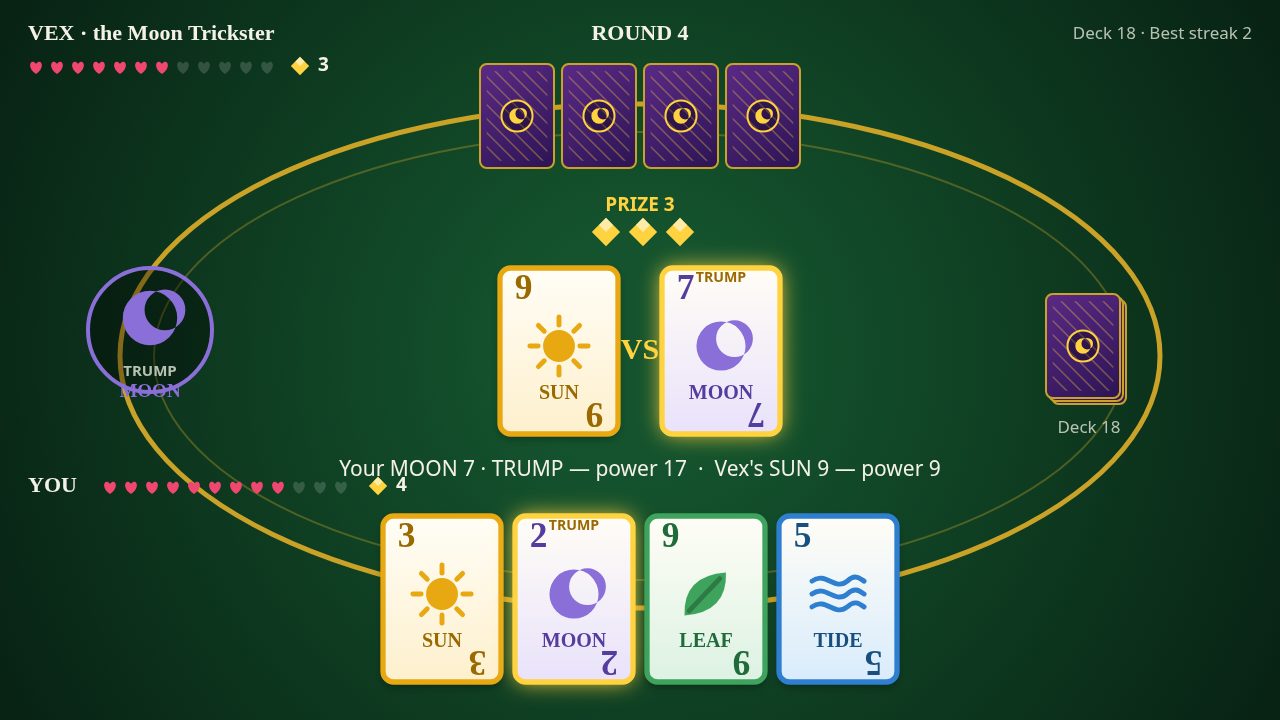 VEX · the Moon Trickster
ROUND 4
Deck 18 · Best streak 2
3
PRIZE 3
9
SUN
9
VS
7 TRUMP
MOON
7
TRUMP
MOON
Deck 18
Your MOON 7 · TRUMP — power 17 · Vex's SUN 9 — power 9
YOU
4
3
SUN
3
2 TRUMP
MOON
2
9
LEAF
9
5
TIDE
5